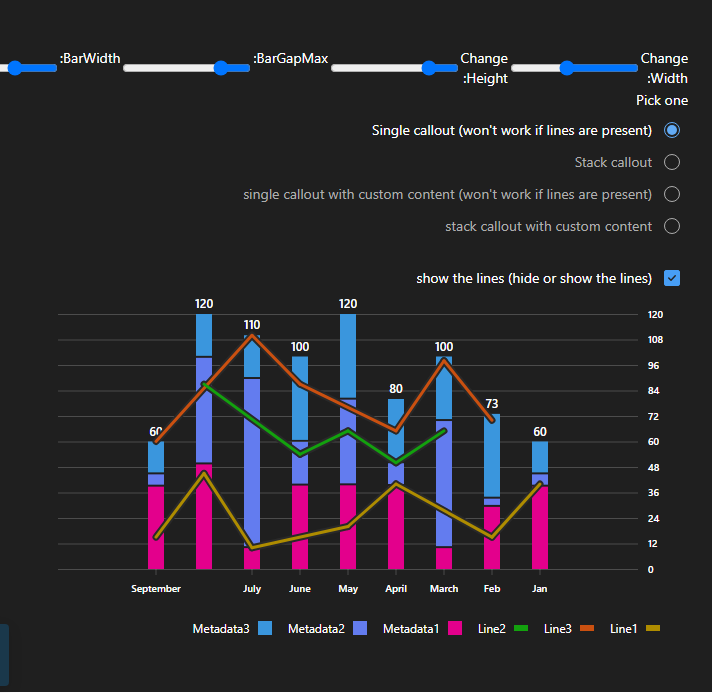 :BarWidth
:BarGapMax
Change :Height
Change :Width
Pick one
Single callout (won't work if lines are present)
Stack callout
single callout with custom content (won't work if lines are present)
stack callout with custom content
show the lines (hide or show the lines)
120
120
110
100
100
80
73
60
60
120
108
96
84
72
60
48
36
24
12
0
September
July
June
May
April
March
Feb
Jan
Metadata3
Metadata2
Metadata1
Line2
Line3
Line1